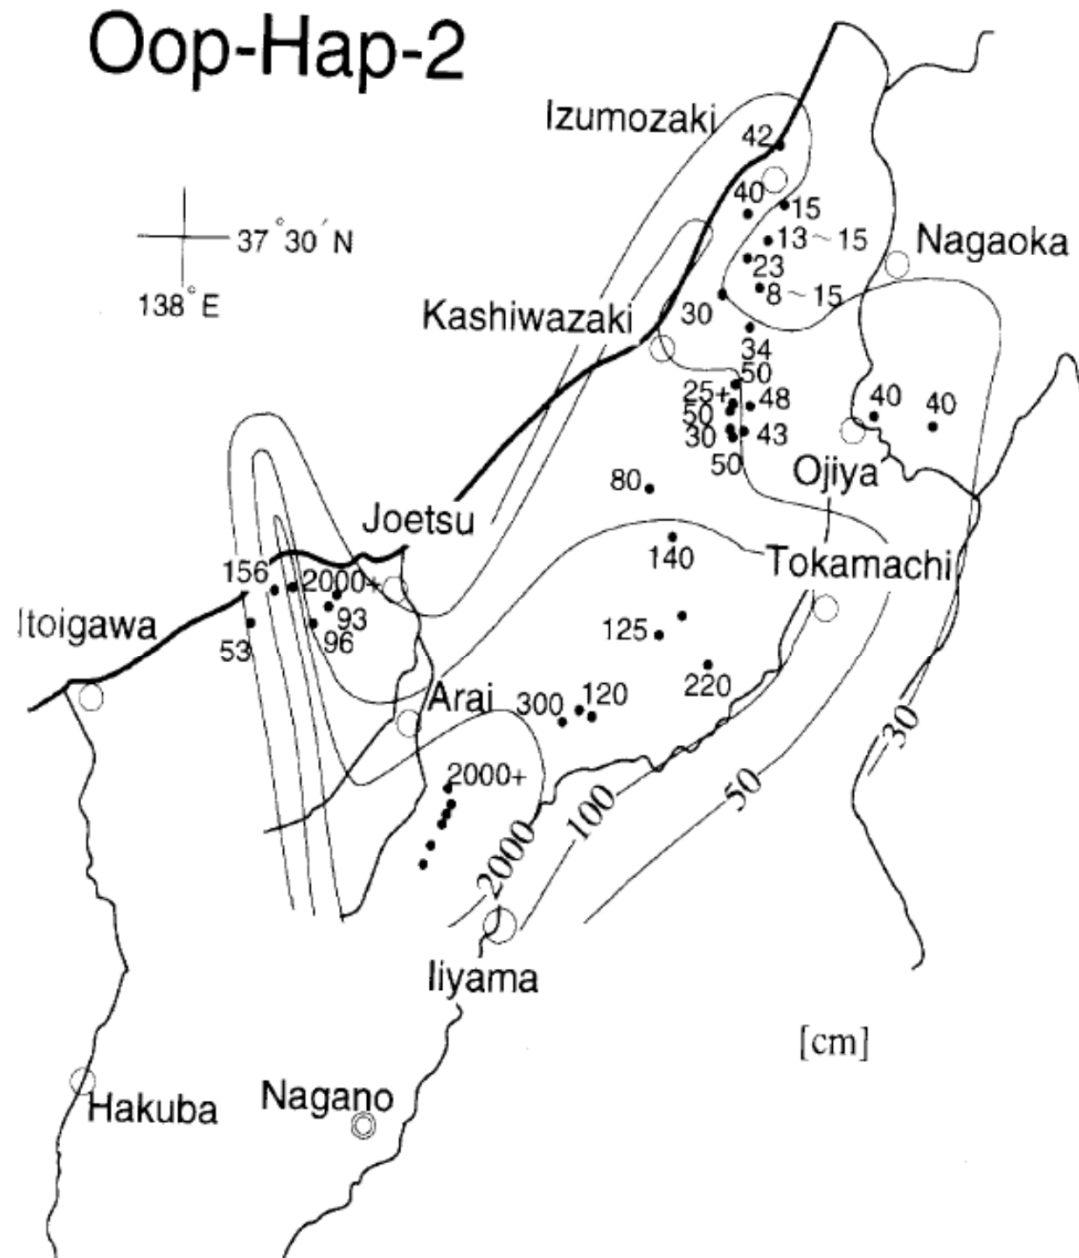 Oop-Hap-2
Izumozaki
42
40
15
37°30′N
13~15
Nagaoka
138°E
23
8~15
Kashiwazaki
30
34
50
25+
48
50
40
40
30
43
50
80
Ojiya
Joetsu
140
Tokamachi
156
2000+
Itoigawa
93
125
53
96
220
Arai
300
120
30
2000+
50
100
2000
Iiyama
[cm]
Nagano
Hakuba